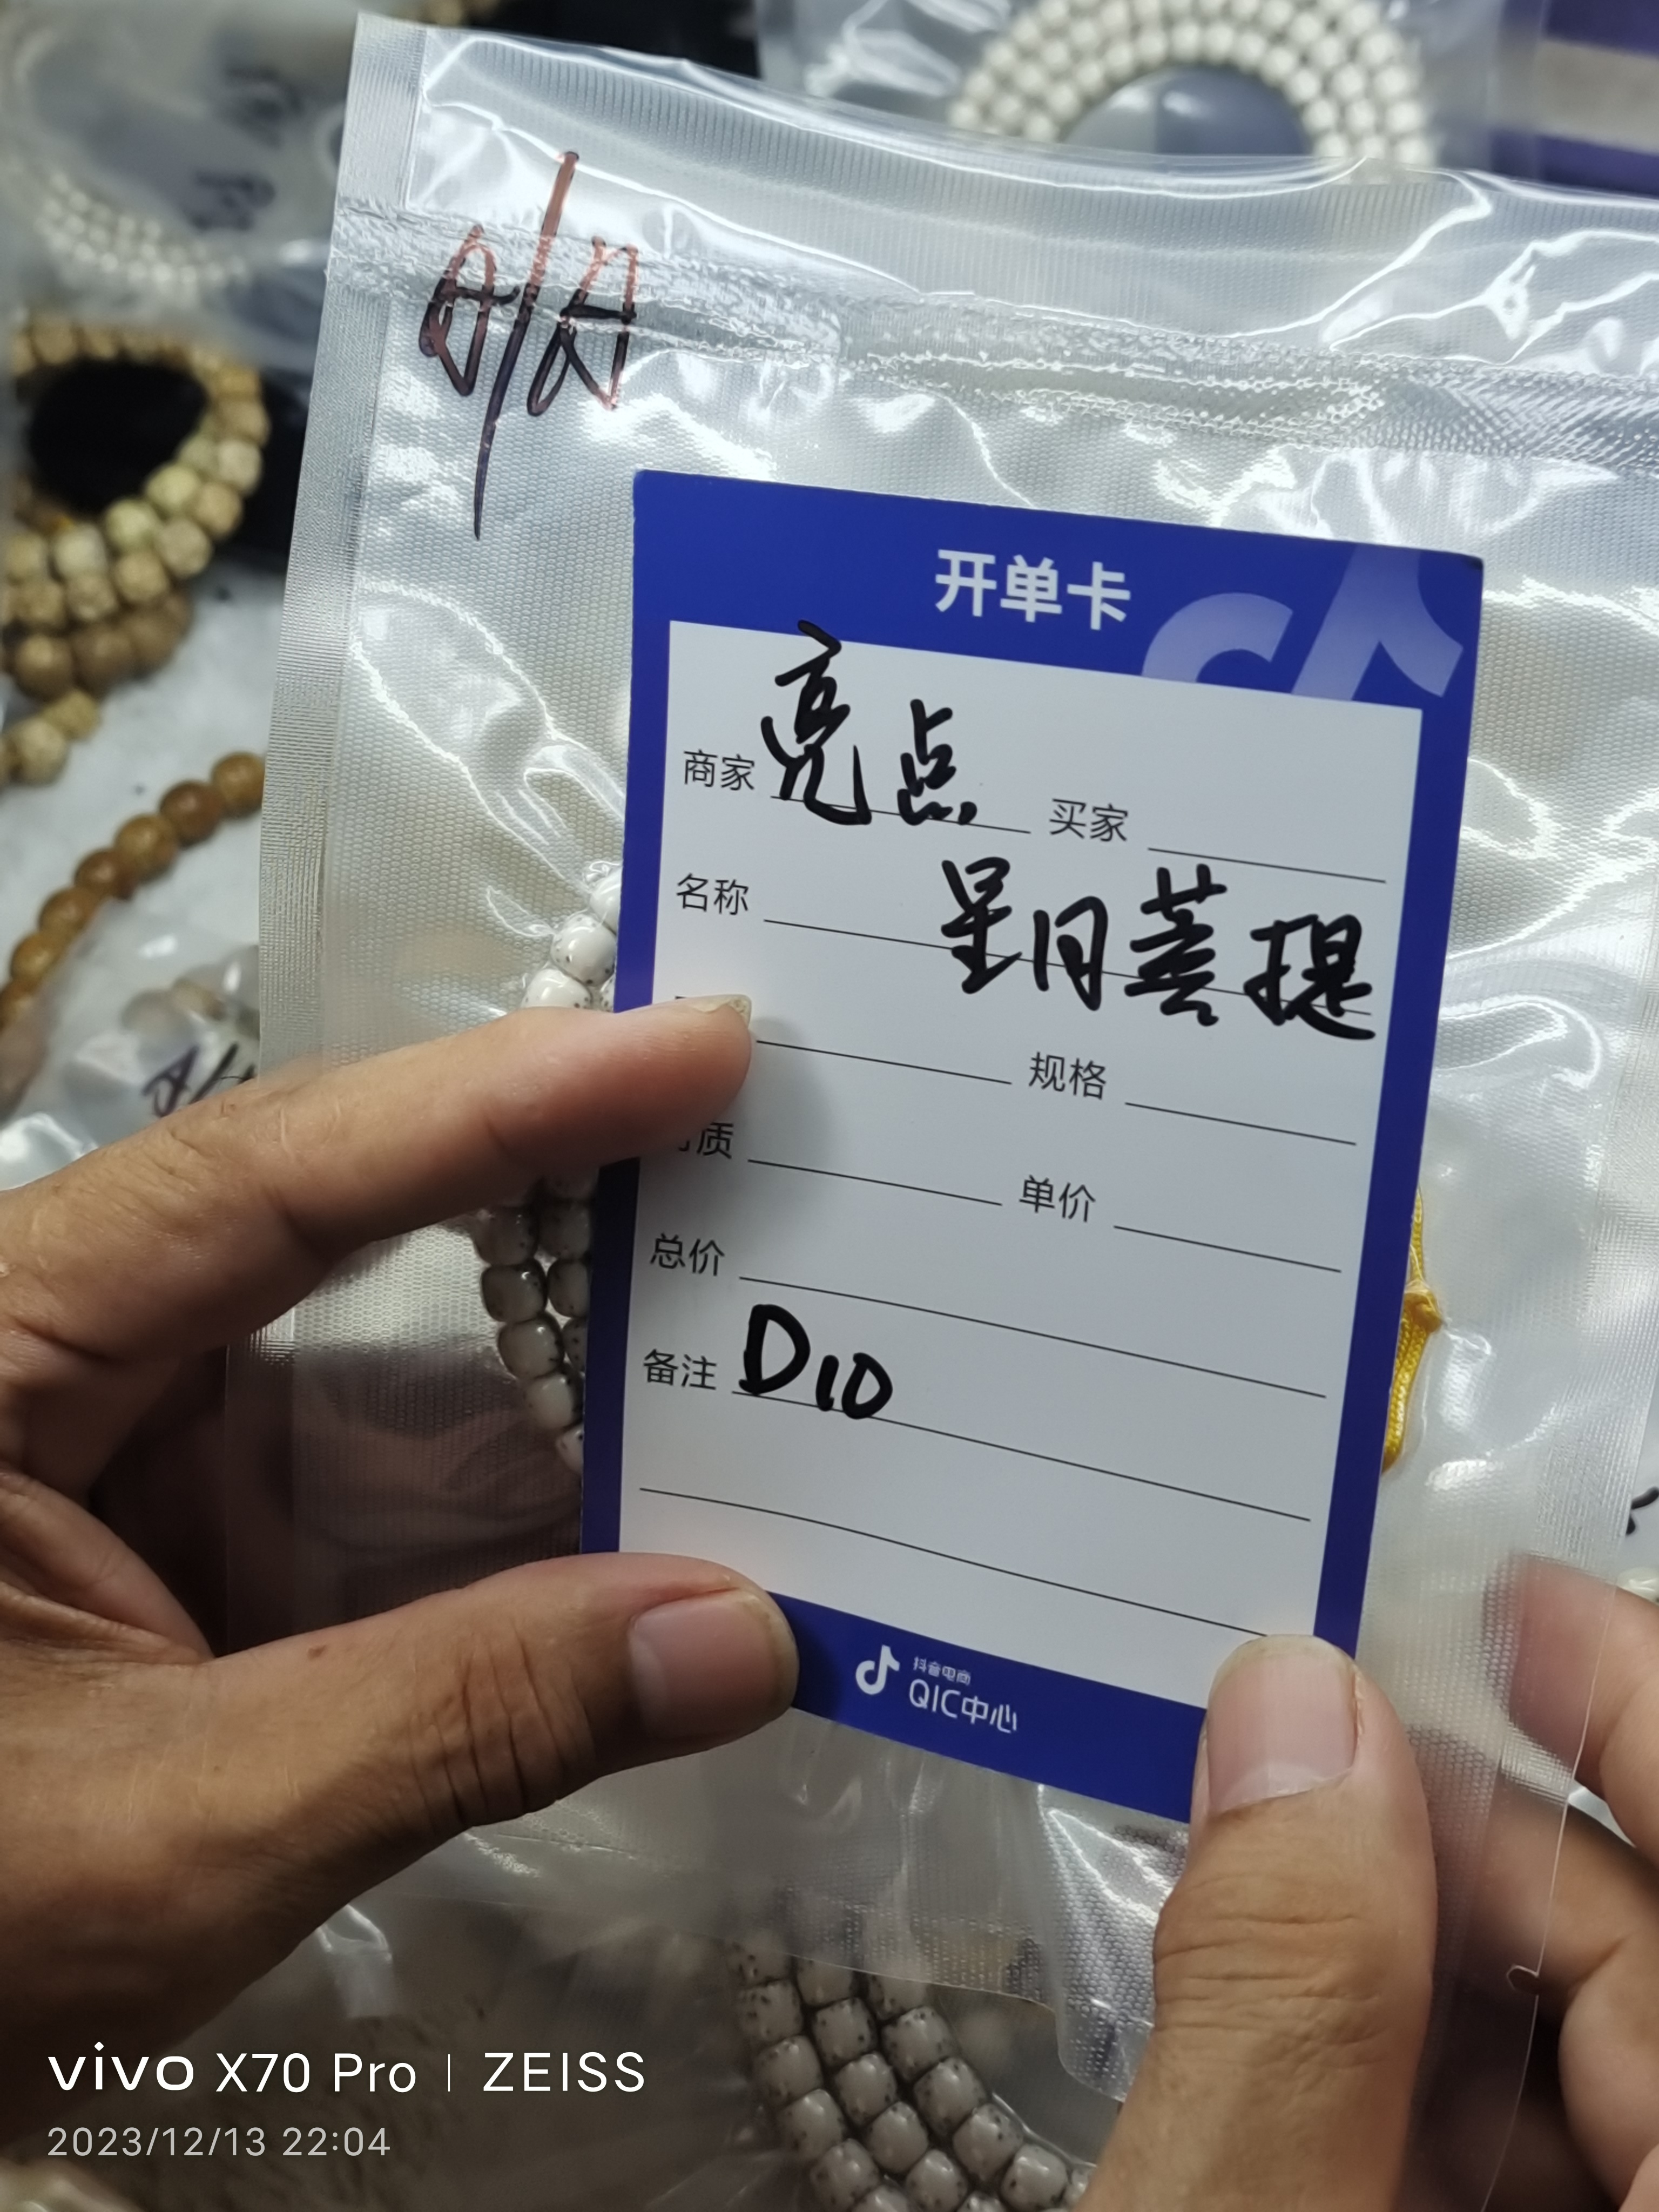 开单卡
商家 亮点 买家
名称 星月菩提
规格
质 单价
总价
备注 D10
抖音电商
QIC中心
vivo X70 Pro | ZEISS
2023/12/13 22:04